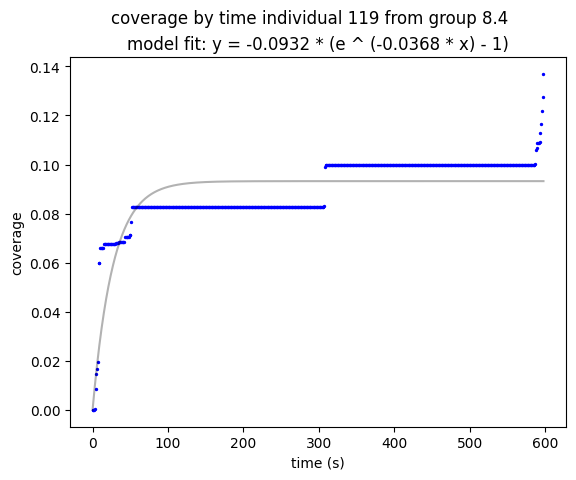 coverage by time individual 119 from group 8.4
model fit: y = -0.0932 * (e ^ (-0.0368 * x) - 1)
0.14
0.12
0.10
0.08
0.06
0.04
0.02
0.00
coverage
0 100 200 300 400 500 600
time (s)